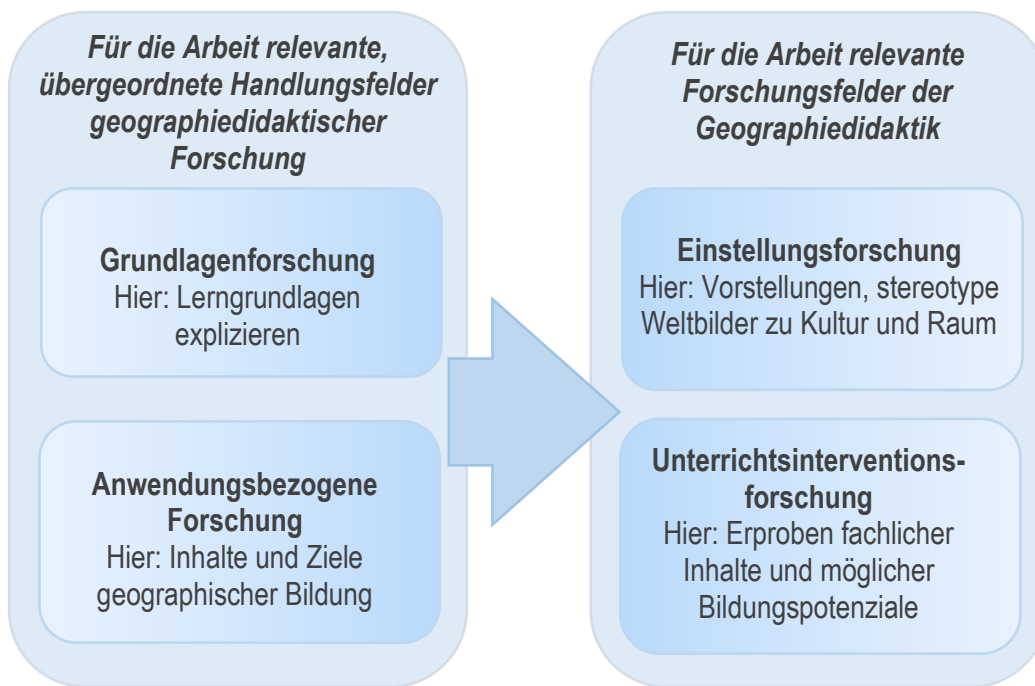 Für die Arbeit relevante,
übergeordnete Handlungsfelder
geographiedidaktischer
Forschung
Grundlagenforschung
Hier: Lerngrundlagen
explizieren
Anwendungsbezogene
Forschung
Hier: Inhalte und Ziele
geographischer Bildung
Für die Arbeit relevante
Forschungsfelder der
Geographiedidaktik
Einstellungsforschung
Hier: Vorstellungen, stereotype
Weltbilder zu Kultur und Raum
Unterrichtsinterventions-
forschung
Hier: Erproben fachlicher
Inhalte und möglicher
Bildungspotenziale